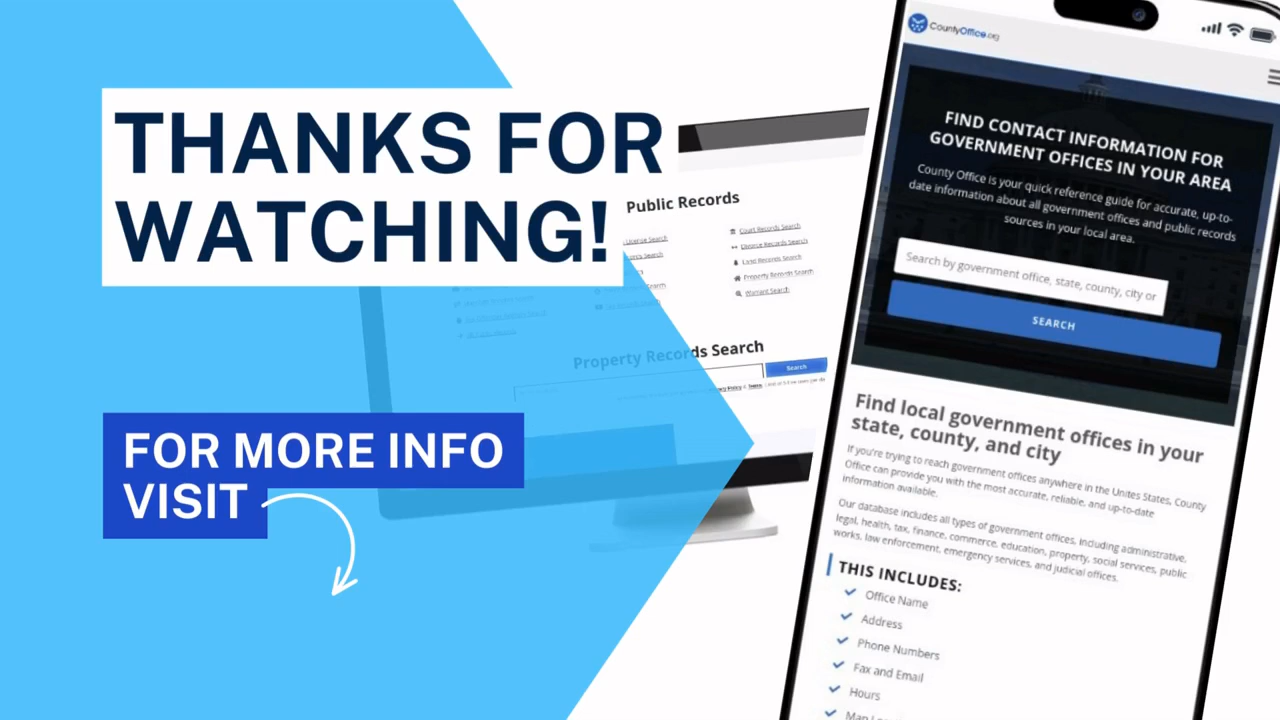 THANKS FOR
WATCHING!
FOR MORE INFO
VISIT
Public Records
License Search
Search
Court Records Search
Divorce Records Search
Land Records Search
Property Records Search
Warrant Search
Property Records Search
Search
CountyOffice.org
FIND CONTACT INFORMATION FOR
GOVERNMENT OFFICES IN YOUR AREA
County Office is your quick reference guide for accurate, up-to-
date information about all government offices and public records
sources in your local area.
Search by government office, state, county, city or
SEARCH
Find local government offices in your
state, county, and city
If you're trying to reach government offices anywhere in the Unites States, County
Office can provide you with the most accurate, reliable, and up-to-date
information available.
Our database includes all types of government offices, including administrative,
legal, health, tax, finance, commerce, education, property, social services, public
works, law enforcement, emergency services, and judicial offices.
THIS INCLUDES:
Office Name
Address
Phone Numbers
Fax and Email
Hours
Map